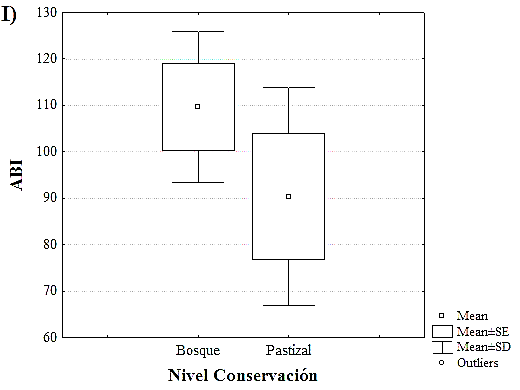 I)
130
120
110
100
90
80
70
60
ABI
Bosque Pastizal
Nivel Conservación
Mean
Mean±SE
Mean±SD
Outliers